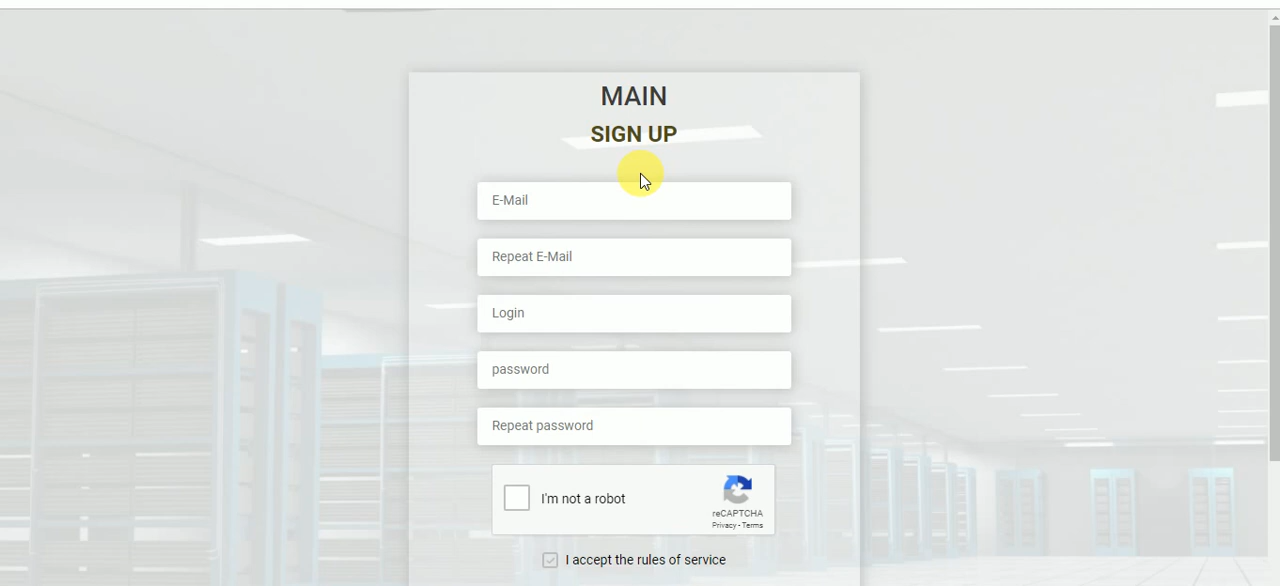 MAIN
SIGN UP
E-Mail
Repeat E-Mail
Login
password
Repeat password
I'm not a robot
reCAPTCHA
Privacy - Terms
I accept the rules of service